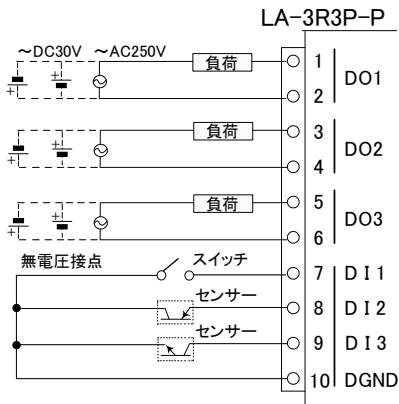 LA-3R3P-P
～DC30V ～AC250V
負荷
1
2
DO1
負荷
3
4
DO2
負荷
5
6
DO3
無電圧接点
スイッチ
7 DI1
センサー
8 DI2
センサー
9 DI3
10 DGND